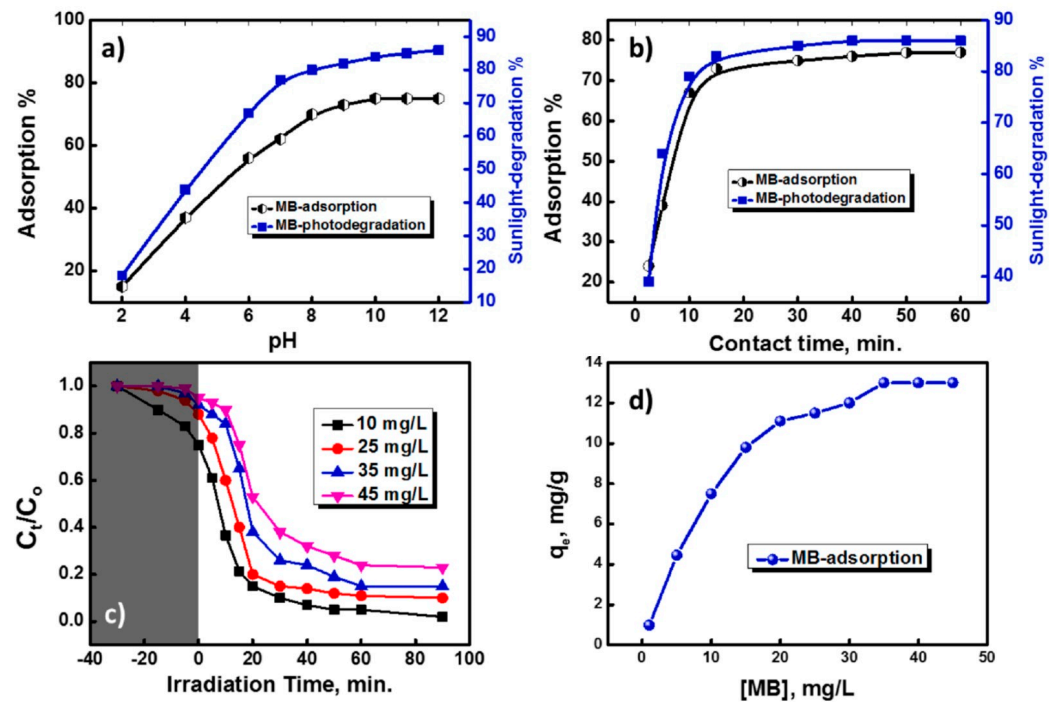 a)
Adsorption %
100
80
60
40
20
Sunlight-degradation %
90
80
70
60
50
40
30
20
10
MB-adsorption
MB-photodegradation
2 4 6 8 10 12
pH
b)
Adsorption %
80
70
60
50
40
30
20
Sunlight-degradation %
90
80
70
60
50
40
MB-adsorption
MB-photodegradation
0 10 20 30 40 50 60
Contact time, min.
c)
Ct/Co
1.0
0.8
0.6
0.4
0.2
0.0
10 mg/L
25 mg/L
35 mg/L
45 mg/L
-40 -20 0 20 40 60 80 100
Irradiation Time, min.
d)
qe, mg/g
14
12
10
8
6
4
2
0
MB-adsorption
0 10 20 30 40 50
[MB], mg/L